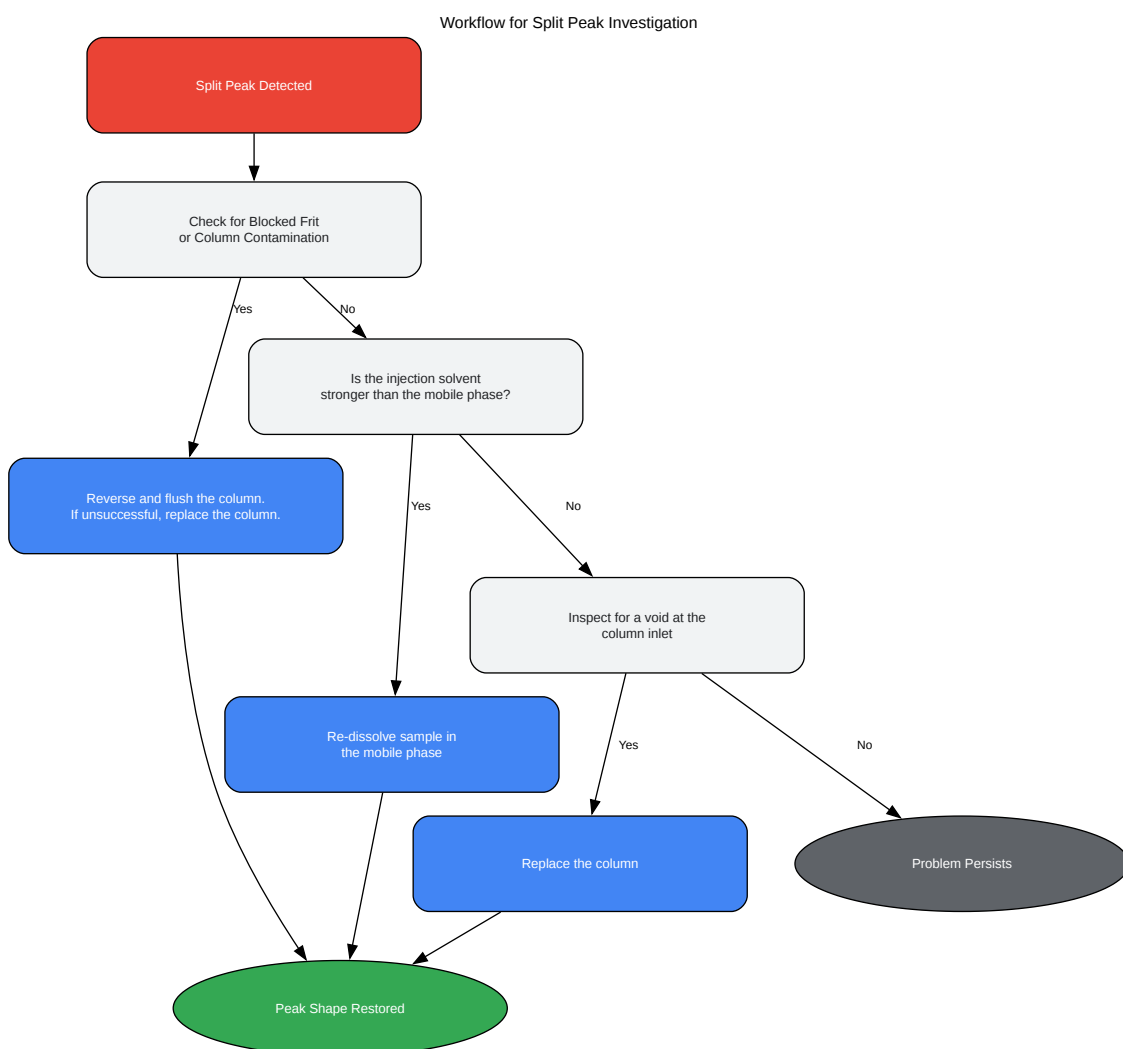 Workflow for Split Peak Investigation
Split Peak Detected
Check for Blocked Frit
or Column Contamination
Yes
No
Is the injection solvent
stronger than the mobile phase?
Reverse and flush the column.
If unsuccessful, replace the column.
Yes
No
Inspect for a void at the
column inlet
Re-dissolve sample in
the mobile phase
Yes
No
Replace the column
Problem Persists
Peak Shape Restored